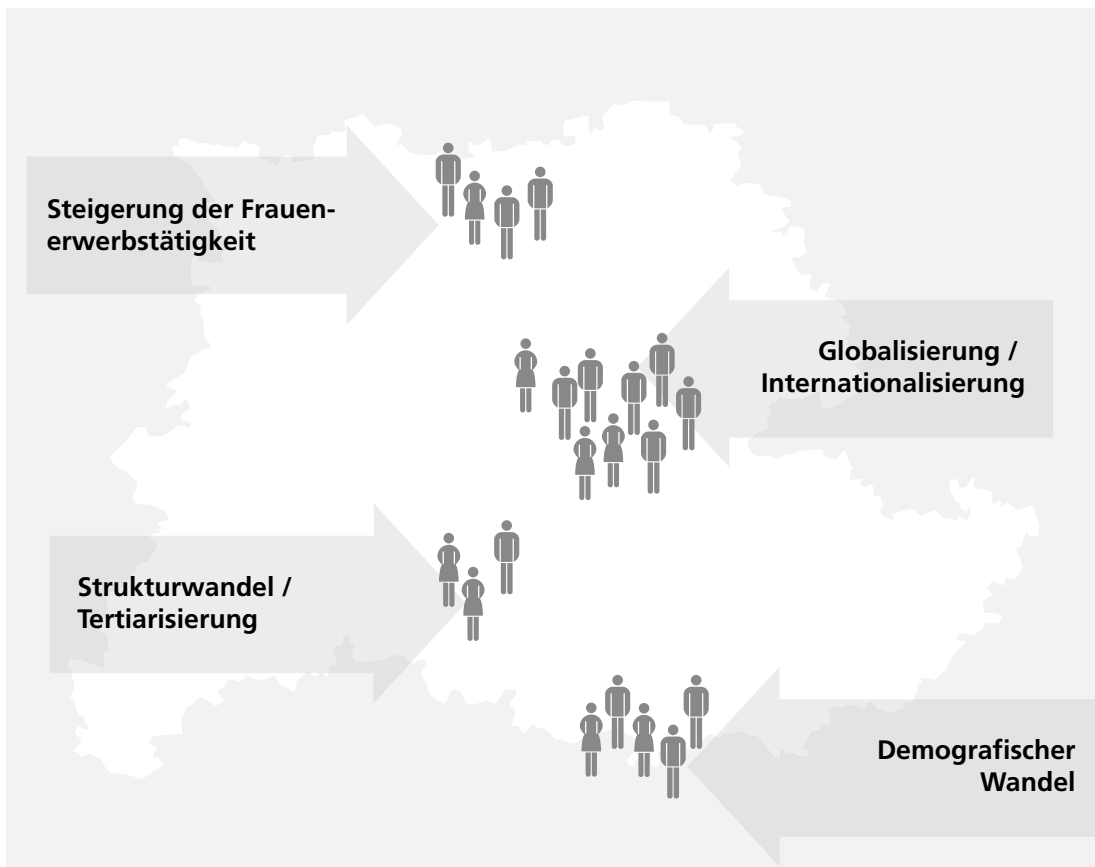 Steigerung der Frauen-
erwerbstätigkeit
Globalisierung /
Internationalisierung
Strukturwandel /
Tertiarisierung
Demografischer
Wandel